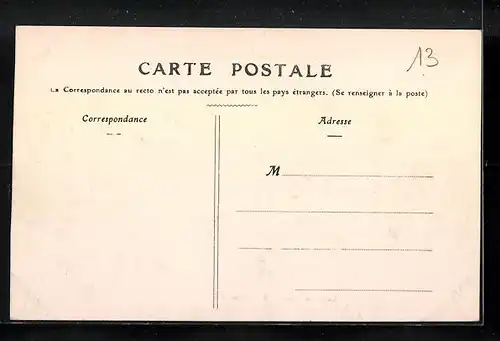 13
CARTE POSTALE
La Correspondance au recto n'est pas acceptée par tous les pays étrangers. (Se renseigner à la poste)
Correspondance
Adresse
M